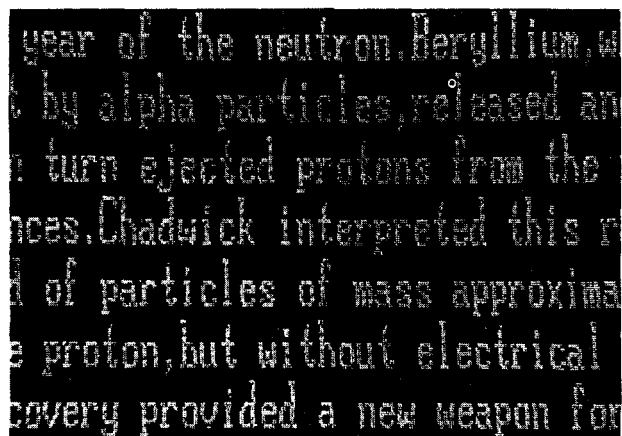 year of the neutron.Beryllium,w
t by alpha particles,released an
n turn ejected protons from the
nces.Chadwick interpreted this r
d of particles of mass approxima
e proton,but without electrical
covery provided a new weapon for